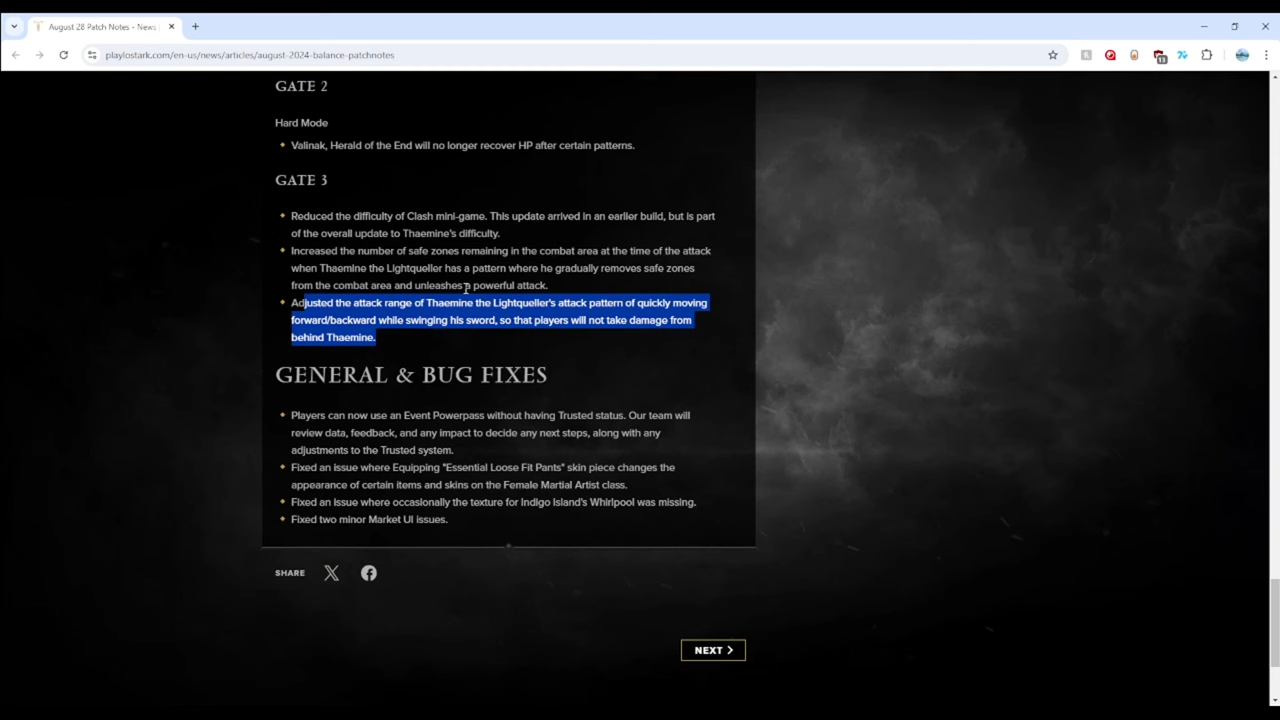 August 28 Patch Notes - News
playlostark.com/en-us/news/articles/august-2024-balance-patchnotes
13
GATE 2
Hard Mode
Valinak, Herald of the End will no longer recover HP after certain patterns.
GATE 3
Reduced the difficulty of Clash mini-game. This update arrived in an earlier build, but is part
of the overall update to Thaemine's difficulty.
Increased the number of safe zones remaining in the combat area at the time of the attack
when Thaemine the Lightqueller has a pattern where he gradually removes safe zones
from the combat area and unleashes a powerful attack.
Adjusted the attack range of Thaemine the Lightqueller's attack pattern of quickly moving
forward/backward while swinging his sword, so that players will not take damage from
behind Thaemine.
GENERAL & BUG FIXES
Players can now use an Event Powerpass without having Trusted status. Our team will
review data, feedback, and any impact to decide any next steps, along with any
adjustments to the Trusted system.
Fixed an issue where Equipping "Essential Loose Fit Pants" skin piece changes the
appearance of certain items and skins on the Female Martial Artist class.
Fixed an issue where occasionally the texture for Indigo Island's Whirlpool was missing.
Fixed two minor Market UI issues.
SHARE
NEXT